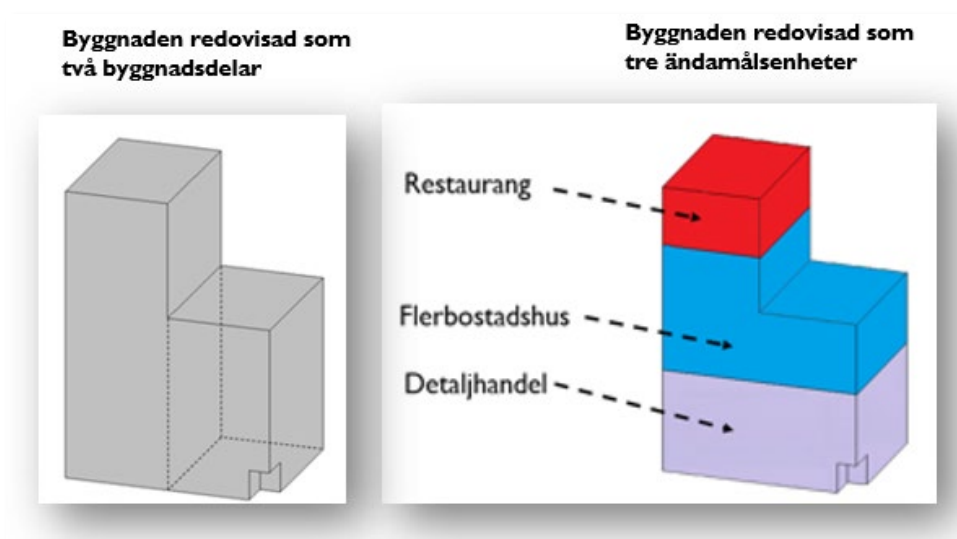 Byggnaden redovisad som
två byggnadsdelar
Byggnaden redovisad som
tre ändamålsenheter
Restaurang
Flerbostadshus
Detaljhandel